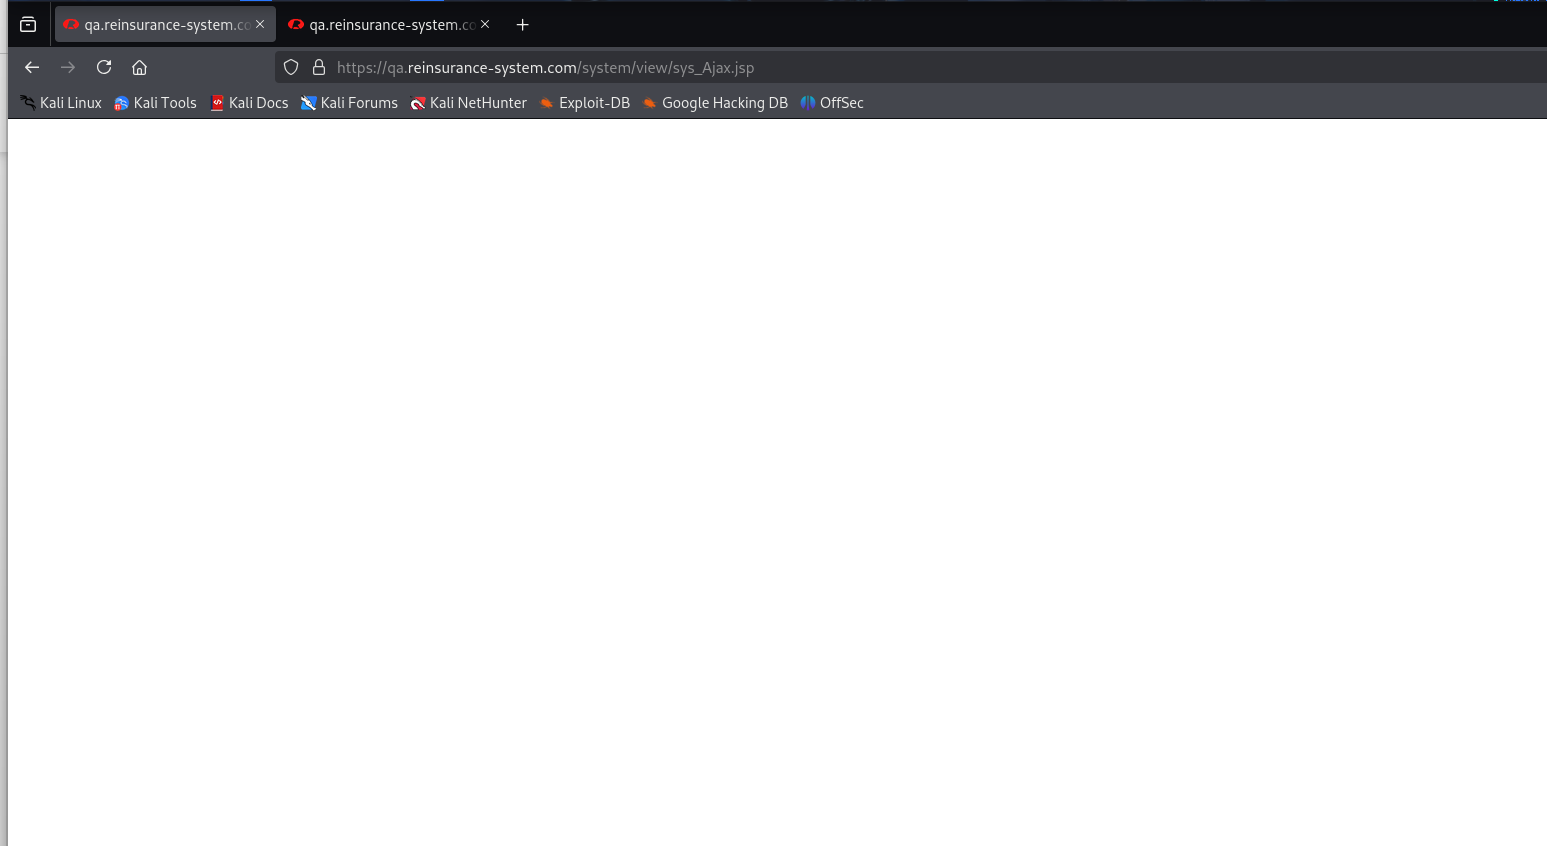 qa.reinsurance-system.co qa.reinsurance-system.co
https://qa.reinsurance-system.com/system/view/sys_Ajax.jsp
Kali Linux Kali Tools Kali Docs Kali Forums Kali NetHunter Exploit-DB Google Hacking DB OffSec